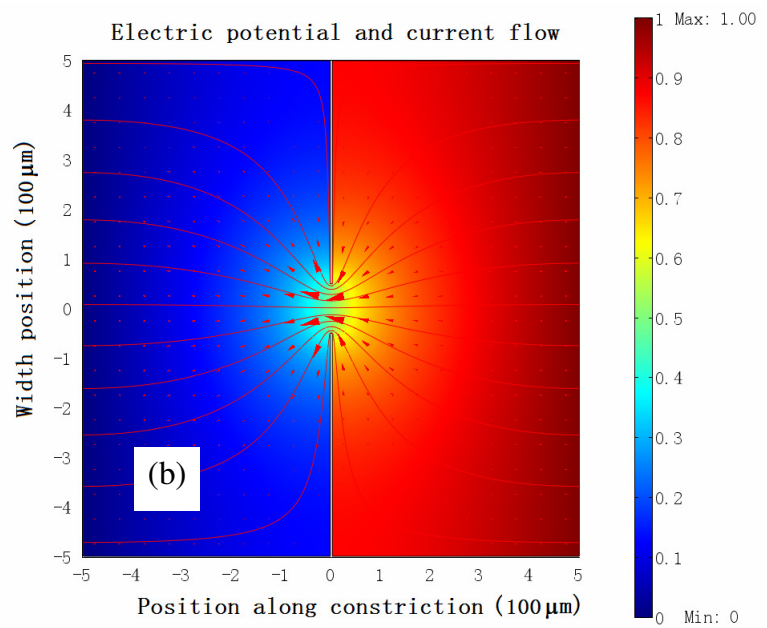 Electric potential and current flow
1 Max: 1.00
0.9
0.8
0.7
0.6
0.5
0.4
0.3
0.2
0.1
0 Min: 0
Width position (100μm)
5
4
3
2
1
0
-1
-2
-3
-4
-5
(b)
-5 -4 -3 -2 -1 0 1 2 3 4 5
Position along constriction (100μm)